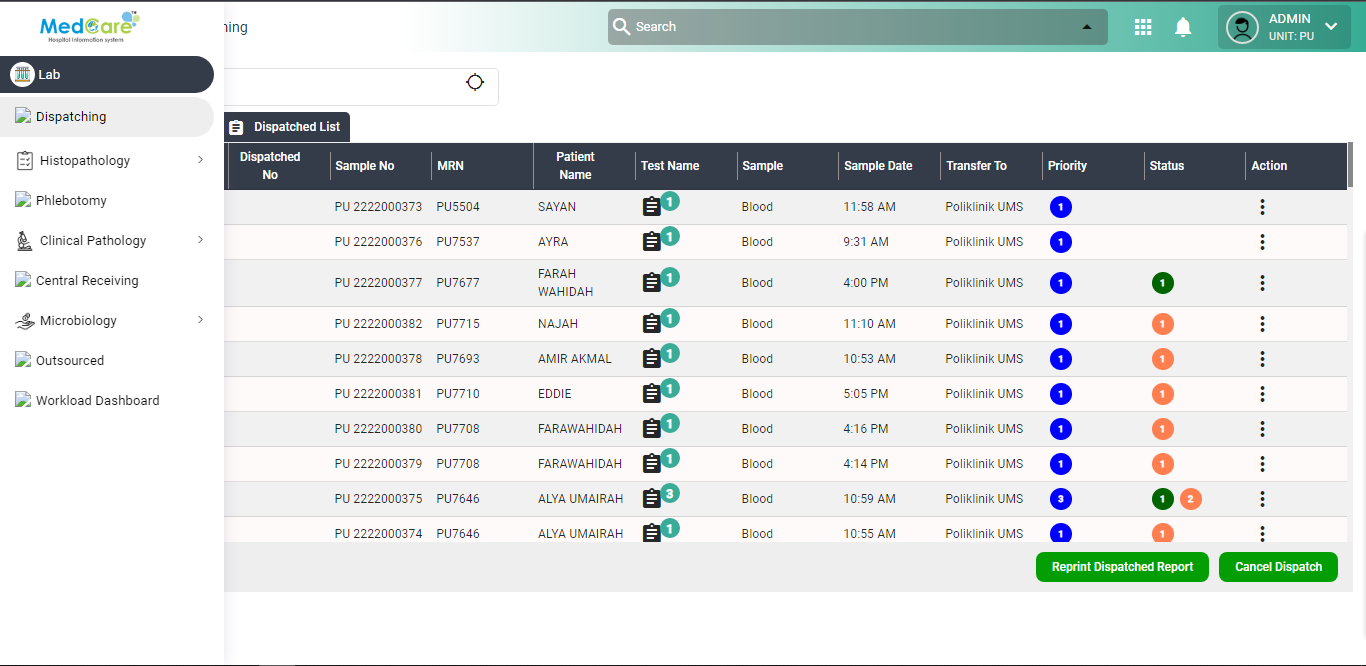 MedCare™
Hospital Information system
ning
Search
ADMIN
UNIT: PU
Lab
Dispatching
Histopathology
Phlebotomy
Clinical Pathology
Central Receiving
Microbiology
Outsourced
Workload Dashboard
Dispatched List
Dispatched No Sample No MRN Patient Name Test Name Sample Sample Date Transfer To Priority Status Action
PU 2222000373 PU5504 SAYAN 1 Blood 11:58 AM Poliklinik UMS 1
PU 2222000376 PU7537 AYRA 1 Blood 9:31 AM Poliklinik UMS 1
PU 2222000377 PU7677 FARAH WAHIDAH 1 Blood 4:00 PM Poliklinik UMS 1 1
PU 2222000382 PU7715 NAJAH 1 Blood 11:10 AM Poliklinik UMS 1 1
PU 2222000378 PU7693 AMIR AKMAL 1 Blood 10:53 AM Poliklinik UMS 1 1
PU 2222000381 PU7710 EDDIE 1 Blood 5:05 PM Poliklinik UMS 1 1
PU 2222000380 PU7708 FARAWAHIDAH 1 Blood 4:16 PM Poliklinik UMS 1 1
PU 2222000379 PU7708 FARAWAHIDAH 1 Blood 4:14 PM Poliklinik UMS 1 1
PU 2222000375 PU7646 ALYA UMAIRAH 3 Blood 10:59 AM Poliklinik UMS 3 1 2
PU 2222000374 PU7646 ALYA UMAIRAH 1 Blood 10:55 AM Poliklinik UMS 1 1
Reprint Dispatched Report Cancel Dispatch